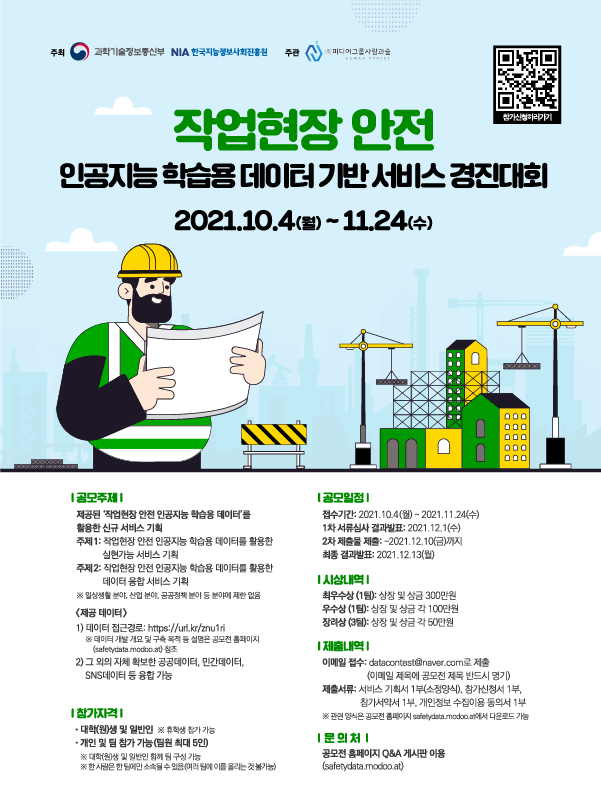 주최 과학기술정보통신부 NIA 한국지능정보사회진흥원 주관 ㈜미디어그룹사람과숲
HUMAN FOREST
참가신청하러가기
작업현장 안전
인공지능 학습용 데이터 기반 서비스 경진대회
2021.10.4(월) ~ 11.24(수)
I 공모주제 I
제공된 '작업현장 안전 인공지능 학습용 데이터'를
활용한 신규 서비스 기획
주제1: 작업현장 안전 인공지능 학습용 데이터를 활용한
실현가능 서비스 기획
주제2: 작업현장 안전 인공지능 학습용 데이터를 활용한
데이터 융합 서비스 기획
※ 일상생활 분야, 산업 분야, 공공정책 분야 등 분야에 제한 없음
<제공 데이터>
1) 데이터 접근경로: https://url.kr/znu1ri
※ 데이터 개발 개요 및 구축 목적 등 설명은 공모전 홈페이지
(safetydata.modoo.at) 참조
2) 그 외의 자체 확보한 공공데이터, 민간데이터,
SNS데이터 등 융합 가능
I 참가자격 I
· 대학(원)생 및 일반인 ※ 휴학생 참가 가능
· 개인 및 팀 참가 가능(팀원 최대 5인)
※ 대학(원)생 및 일반인 함께 팀 구성 가능
※ 한 사람은 한 팀에만 소속될 수 있음(여러 팀에 이름 올리는 것 불가능)
I 공모일정 I
접수기간: 2021.10.4(월) ~ 2021.11.24(수)
1차 서류심사 결과발표: 2021.12.1(수)
2차 제출물 제출: ~2021.12.10(금)까지
최종 결과발표: 2021.12.13(월)
I 시상내역 I
최우수상 (1팀): 상장 및 상금 300만원
우수상 (1팀): 상장 및 상금 각 100만원
장려상 (3팀): 상장 및 상금 각 50만원
I 제출내역 I
이메일 접수: datacontest@naver.com로 제출
(이메일 제목에 공모전 제목 반드시 명기)
제출서류: 서비스 기획서 1부(소정양식), 참가신청서 1부,
참가서약서 1부, 개인정보 수집이용 동의서 1부
※ 관련 양식은 공모전 홈페이지 safetydata.modoo.at에서 다운로드 가능
I 문 의 처 I
공모전 홈페이지 Q&A 게시판 이용
(safetydata.modoo.at)